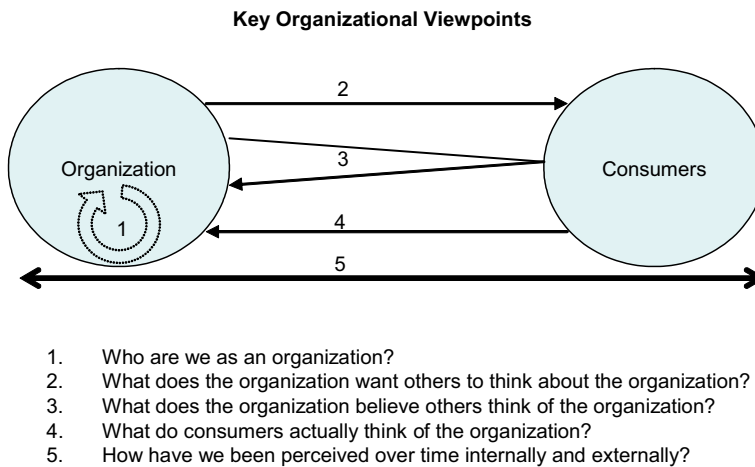 Key Organizational Viewpoints
2
Organization
3
Consumers
1
4
5
1. Who are we as an organization?
2. What does the organization want others to think about the organization?
3. What does the organization believe others think of the organization?
4. What do consumers actually think of the organization?
5. How have we been perceived over time internally and externally?